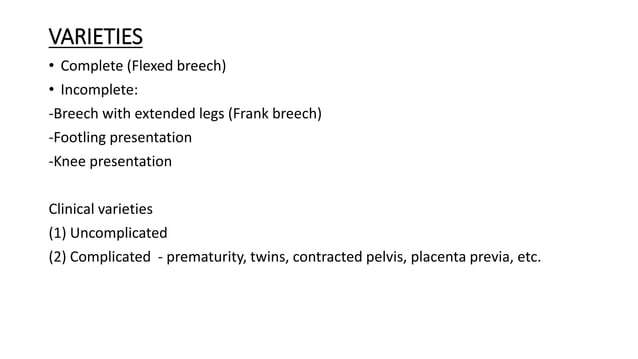 VARIETIES
• Complete (Flexed breech)
• Incomplete:
-Breech with extended legs (Frank breech)
-Footling presentation
-Knee presentation
Clinical varieties
(1) Uncomplicated
(2) Complicated - prematurity, twins, contracted pelvis, placenta previa, etc.